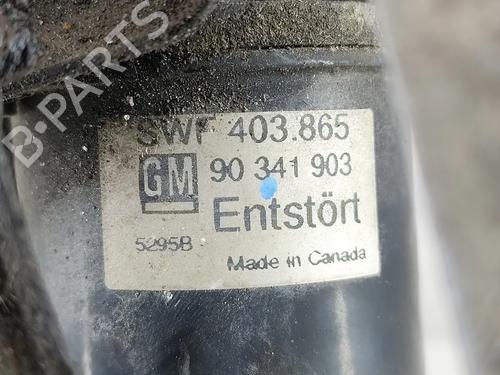 SWF 403.865
GM 90 341 903
Entstört
5295B Made in Canada
B-PARTS